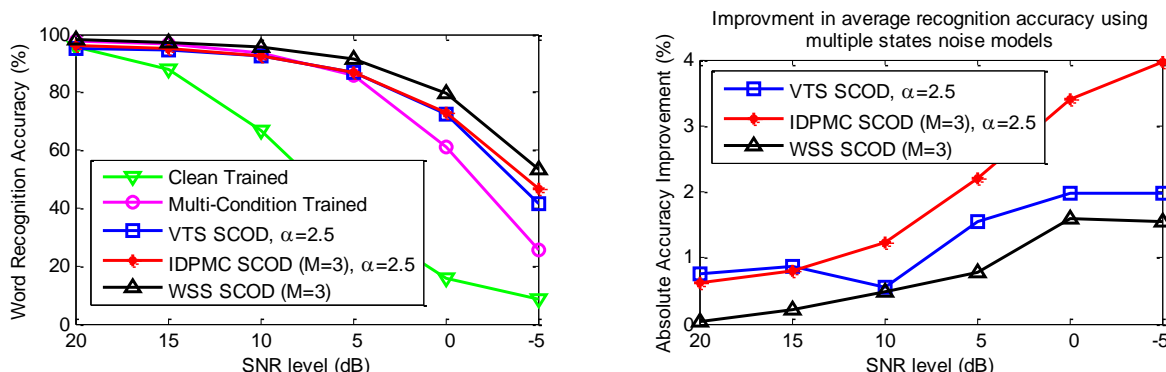 100
80
60
40
20
0
20
15
10
5
0
-5
Word Recognition Accuracy (%)
SNR level (dB)
Clean Trained
Multi-Condition Trained
VTS SCOD, α=2.5
IDPMC SCOD (M=3), α=2.5
WSS SCOD (M=3)
Improvment in average recognition accuracy using
multiple states noise models
4
3
2
1
0
20
15
10
5
0
-5
Absolute Accuracy Improvement (%)
SNR level (dB)
VTS SCOD, α=2.5
IDPMC SCOD (M=3), α=2.5
WSS SCOD (M=3)